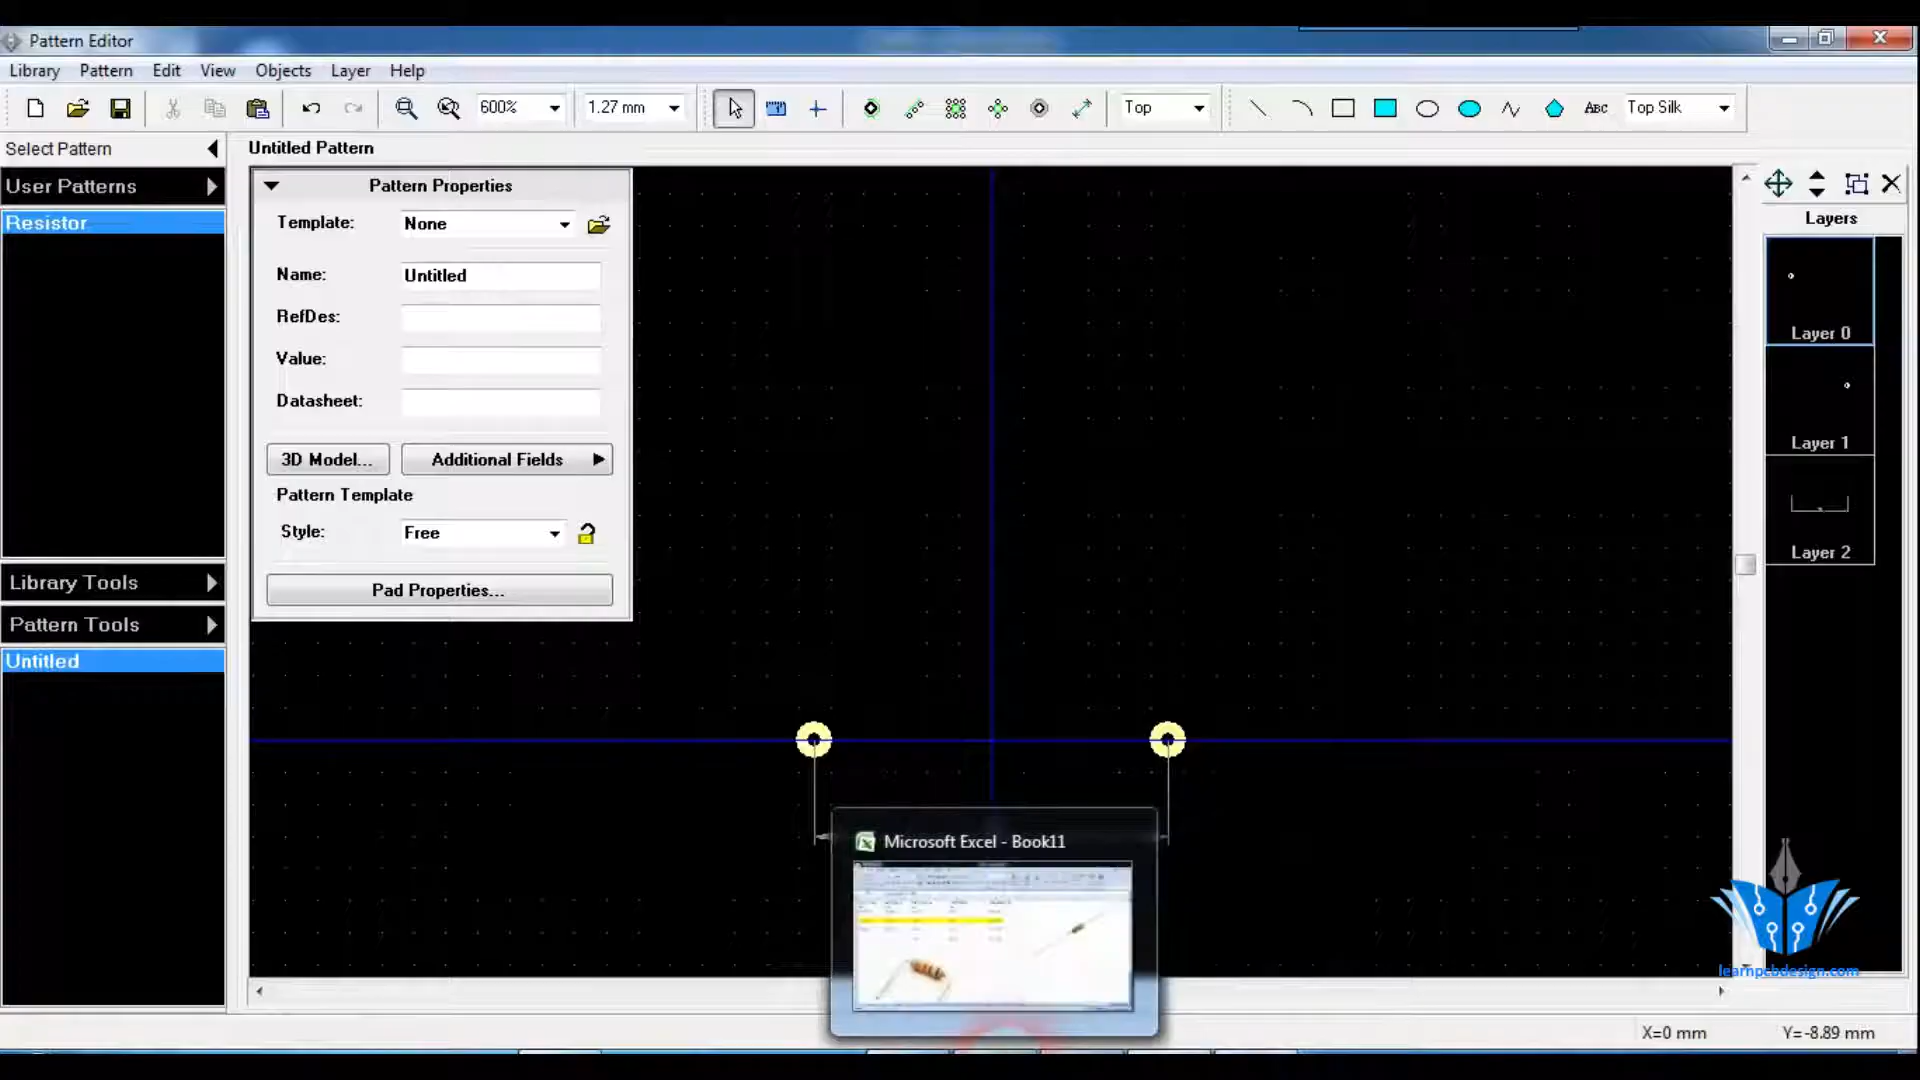 Pattern Editor
Library Pattern Edit View Objects Layer Help
600% 1.27 mm Top ABC Top Silk
Select Pattern
User Patterns
Resistor
Library Tools
Pattern Tools
Untitled
Untitled Pattern
Pattern Properties
Template: None
Name: Untitled
RefDes:
Value:
Datasheet:
3D Model... Additional Fields
Pattern Template
Style: Free
Pad Properties...
Layers
Layer 0
Layer 1
Layer 2
Microsoft Excel - Book11
learnpcbdesign.com
X=0 mm Y=-8.89 mm